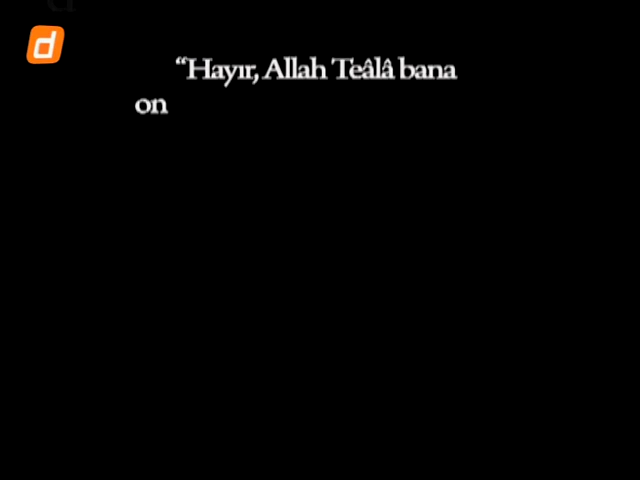 d
“Hayır, Allah Teâlâ bana
on